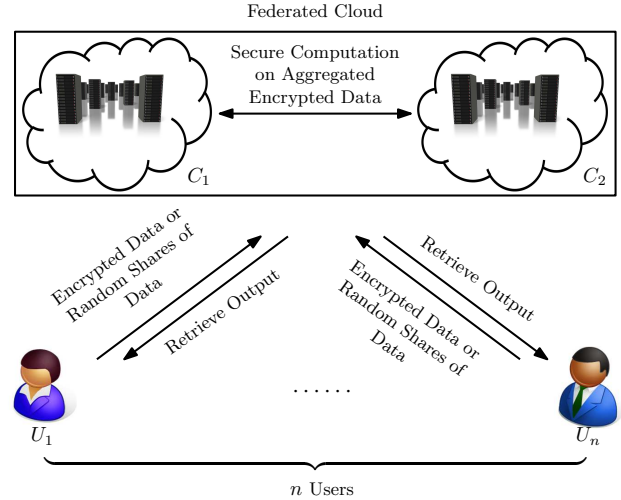 Federated Cloud
Secure Computation
on Aggregated
Encrypted Data
C1
C2
Encrypted Data or
Random Shares of
Data
Retrieve Output
Retrieve Output
Encrypted Data or
Random Shares of
Data
......
U1
Un
n Users